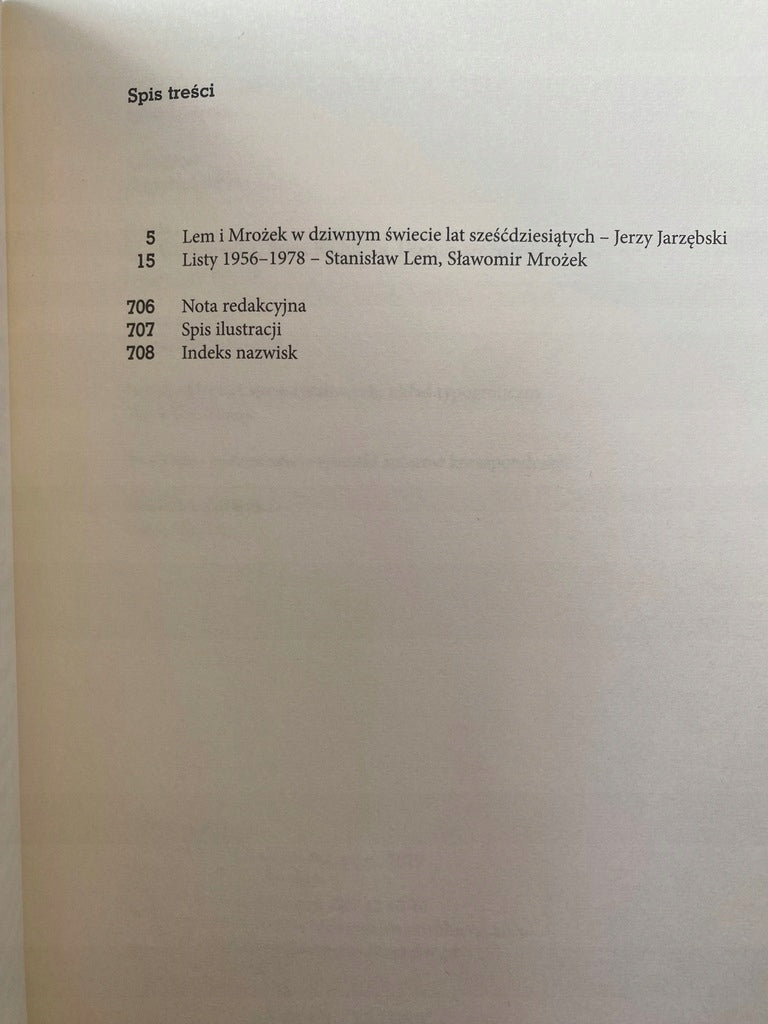 Spis treści
5 Lem i Mrożek w dziwnym świecie lat sześćdziesiątych – Jerzy Jarzębski
15 Listy 1956–1978 – Stanisław Lem, Sławomir Mrożek
706 Nota redakcyjna
707 Spis ilustracji
708 Indeks nazwisk